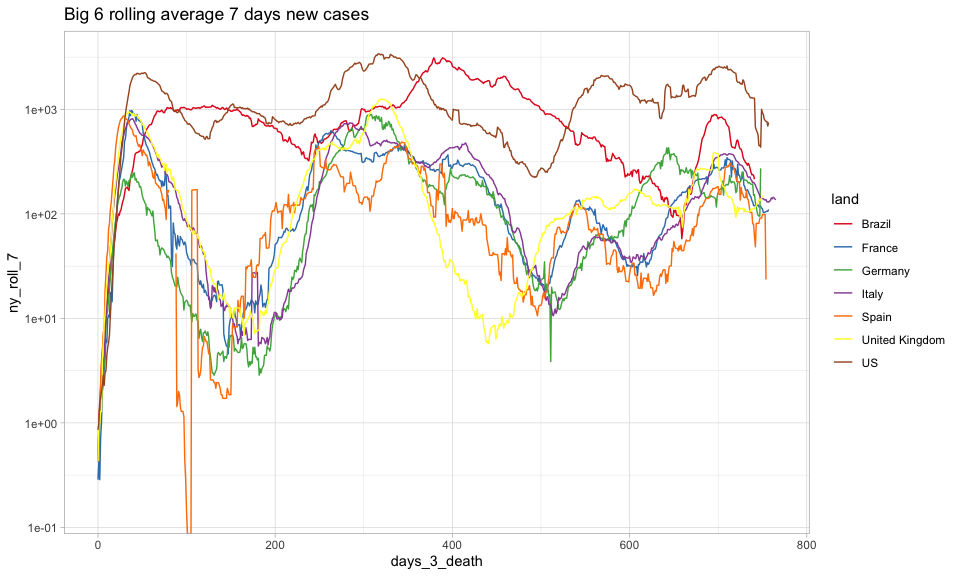 Big 6 rolling average 7 days new cases
ny_roll_7
1e+03
1e+02
1e+01
1e+00
1e-01
0 200 400 600 800
days_3_death
land
Brazil
France
Germany
Italy
Spain
United Kingdom
US